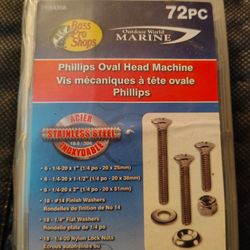 72PC
Bass Pro Shops
Outdoor World
MARINE
Phillips Oval Head Machine
Vis mécaniques à tête ovale
Phillips
ACIER
STAINLESS STEEL
INOXYDABLE
6 - 1/4-20 x 1" (1/4 po - 20 x 25mm)
6 - 1/4-20 x 1-1/2" (1/4 po - 20 x 38mm)
6 - 1/4-20 x 2" (1/4 po - 20 x 51mm)
18 - #14 Finish Washers
Rondelles de finition de No 14
18 - 1/4" Flat Washers
Rondelle plate de 1/4 po
18 - 1/4-20 Nylon Lock Nuts